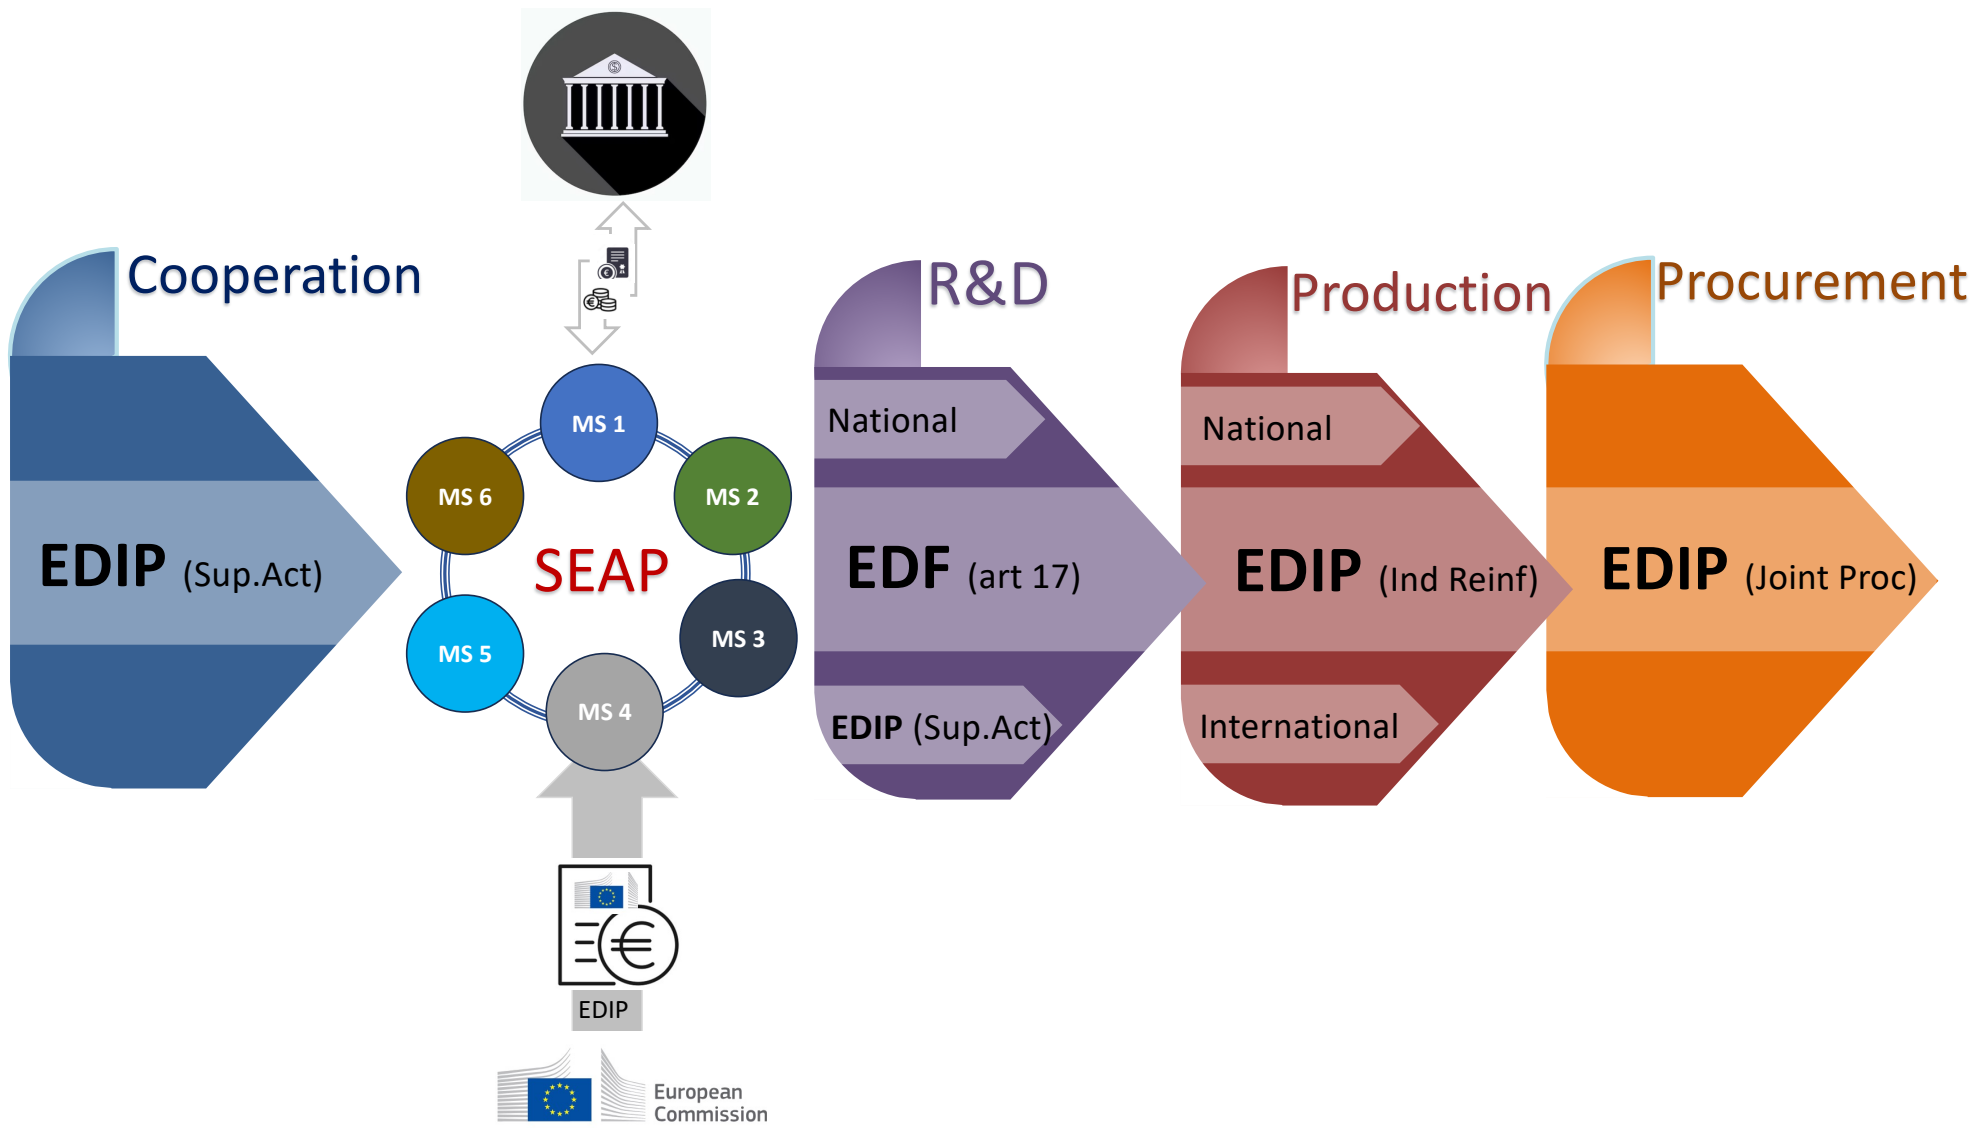 Cooperation
EDIP (Sup.Act)
MS 1
MS 2
MS 3
MS 4
MS 5
MS 6
SEAP
EDIP
European
Commission
R&D
National
EDF (art 17)
EDIP (Sup.Act)
Production
National
EDIP (Ind Reinf)
International
Procurement
EDIP (Joint Proc)